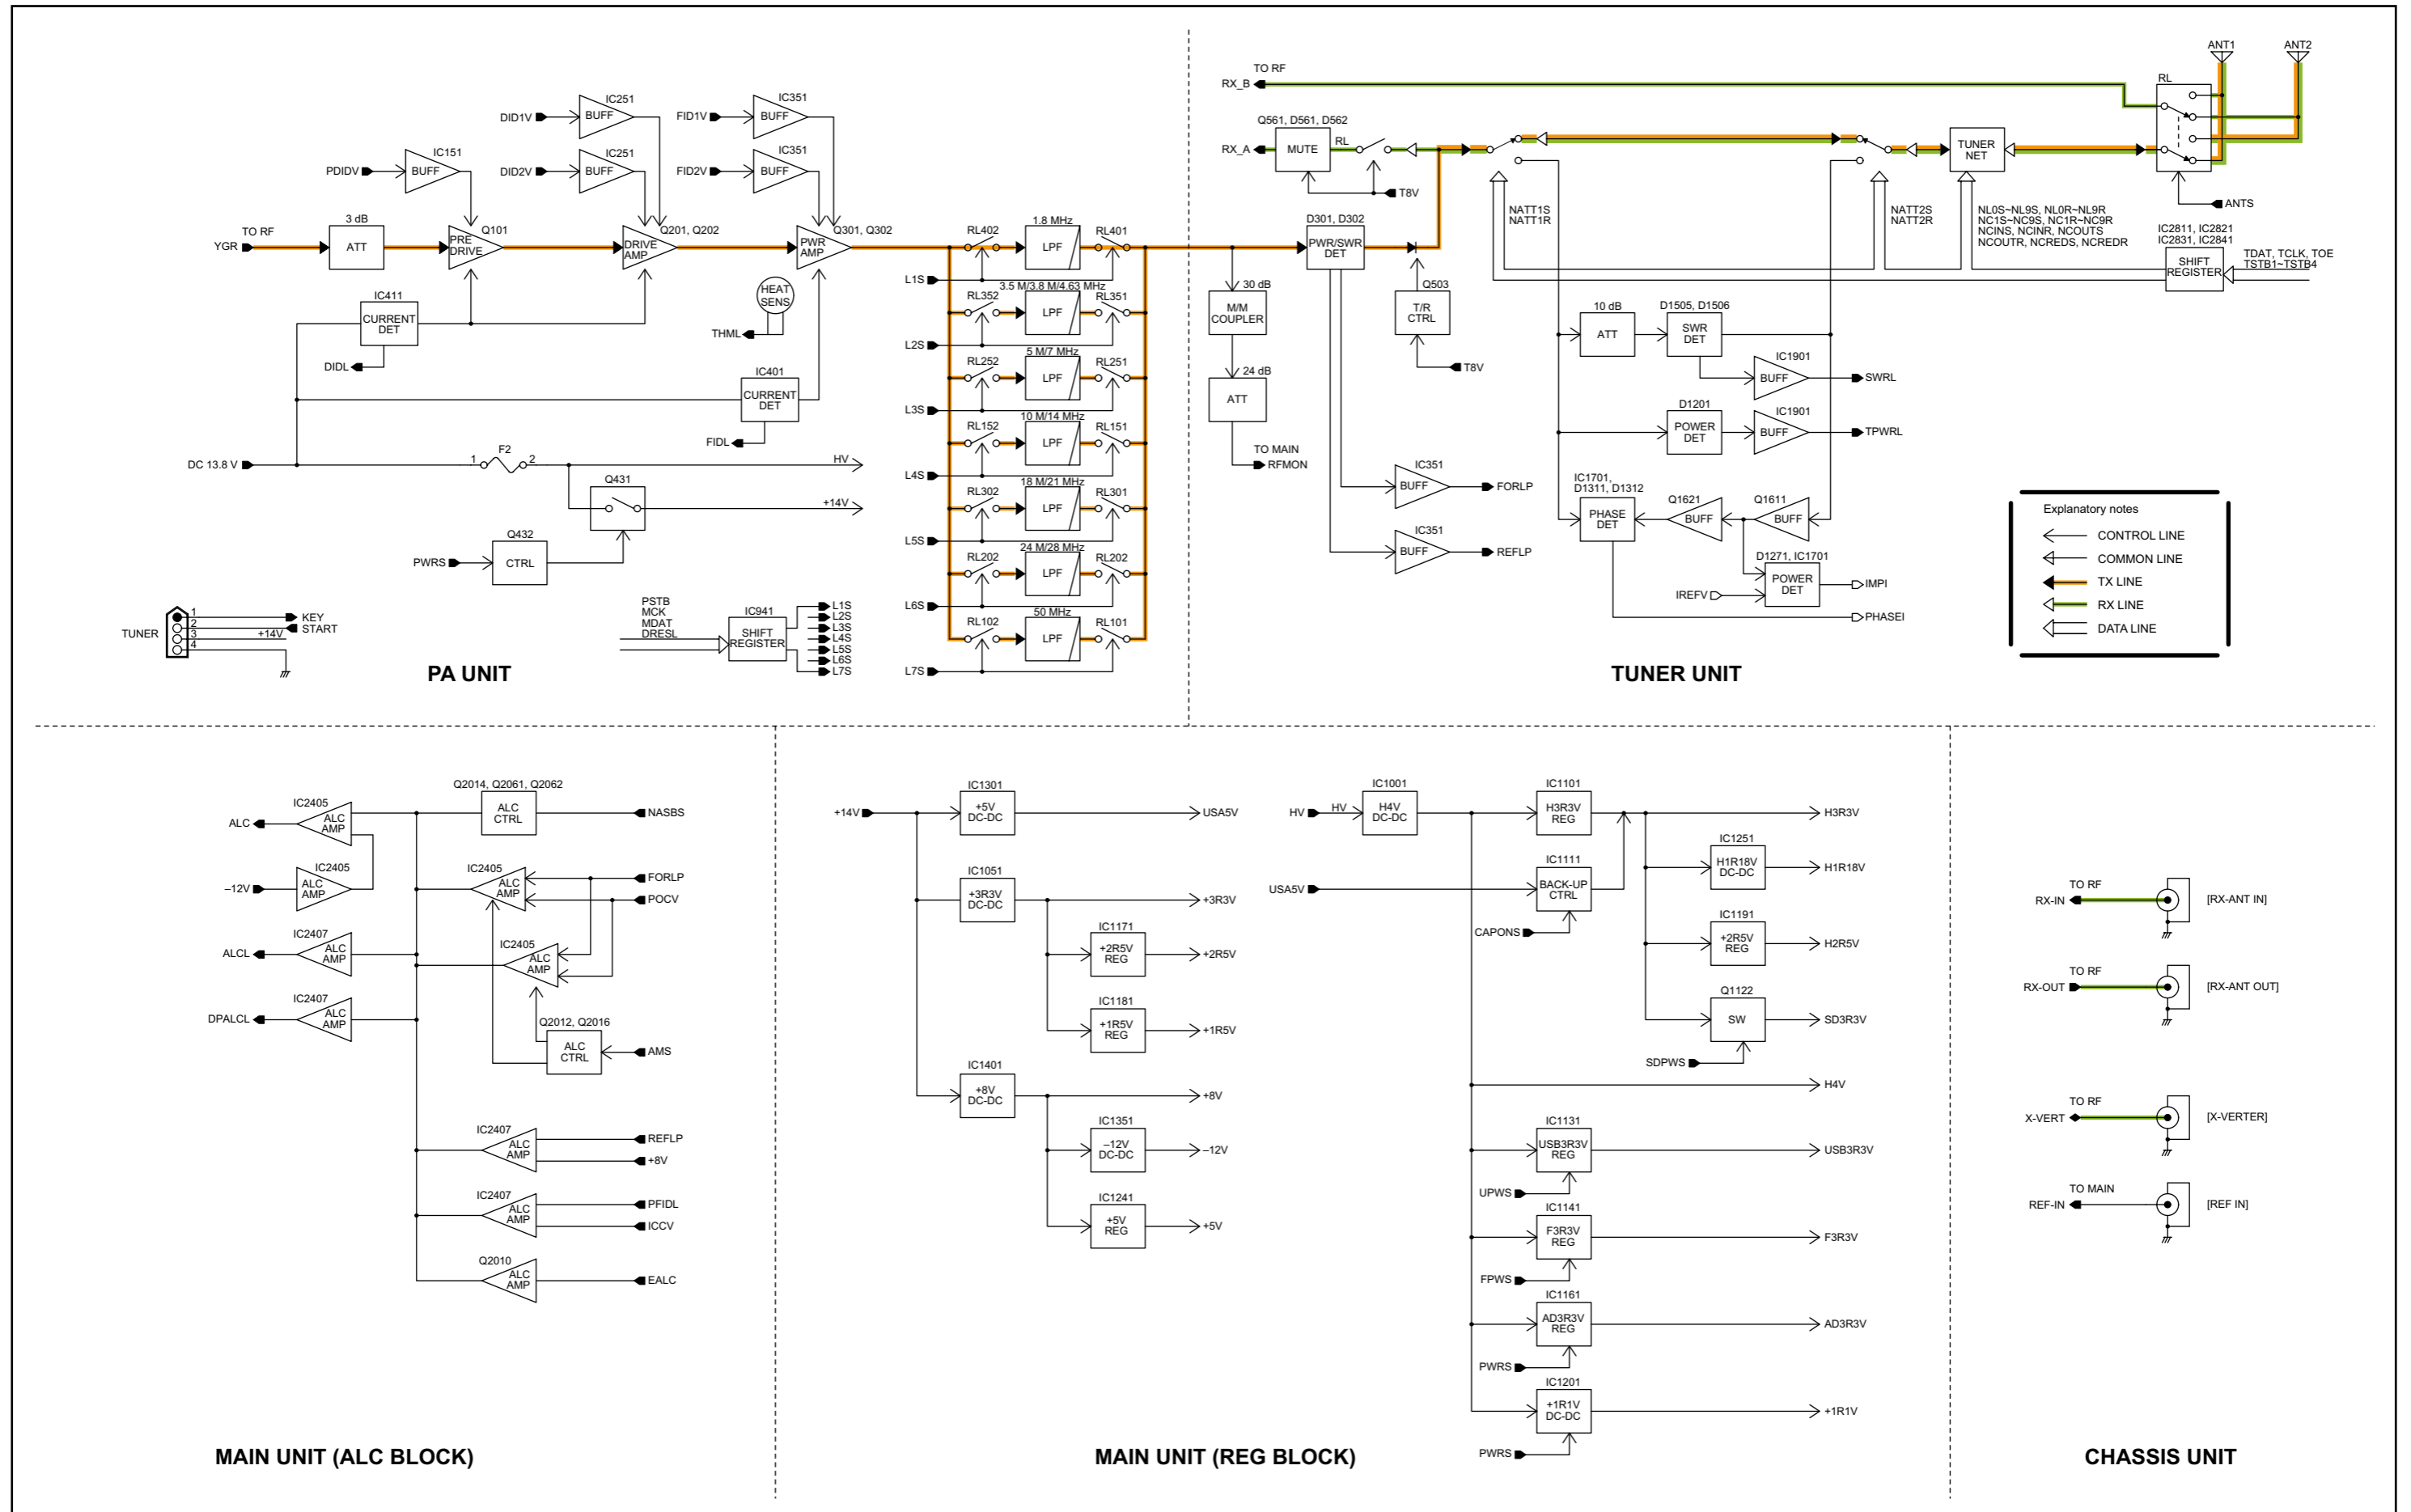 TO RF
YGR
3 dB
ATT
PDIDV
IC151
BUFF
PRE
DRIVE
Q101
DID1V
IC251
BUFF
DID2V
IC251
BUFF
DRIVE
AMP
Q201, Q202
FID1V
IC351
BUFF
FID2V
IC351
BUFF
PWR
AMP
Q301, Q302
IC411
CURRENT
DET
DIDL
HEAT
SENS
THML
IC401
CURRENT
DET
FIDL
DC 13.8 V
1
F2
2
HV
Q431
+14V
Q432
PWRS
CTRL
TUNER
1
2
3
4
KEY
START
+14V
PSTB
MCK
MDAT
DRESL
IC941
SHIFT
REGISTER
L1S
L2S
L3S
L4S
L5S
L6S
L7S
RL402
1.8 MHz
LPF
RL401
L1S
RL352
3.5 M/3.8 M/4.63 MHz
LPF
RL351
L2S
RL252
5 M/7 MHz
LPF
RL251
L3S
RL152
10 M/14 MHz
LPF
RL151
L4S
RL302
18 M/21 MHz
LPF
RL301
L5S
RL202
24 M/28 MHz
LPF
RL202
L6S
RL102
50 MHz
LPF
RL101
L7S
PA UNIT
TO RF
RX_B
RX_A
Q561, D561, D562
MUTE
RL
T8V
D301, D302
PWR/SWR
DET
30 dB
M/M
COUPLER
24 dB
ATT
TO MAIN
RFMON
Q503
T/R
CTRL
T8V
IC351
BUFF
FORLP
IC351
BUFF
REFLP
NATT1S
NATT1R
NATT2S
NATT2R
TUNER
NET
NL0S~NL9S, NL0R~NL9R
NC1S~NC9S, NC1R~NC9R
NCINS, NCINR, NCOUTS
NCOUTR, NCREDS, NCREDR
RL
ANT1
ANT2
ANTS
IC2811, IC2821
IC2831, IC2841
SHIFT
REGISTER
TDAT, TCLK, TOE
TSTB1~TSTB4
10 dB
ATT
D1505, D1506
SWR
DET
IC1901
BUFF
SWRL
D1201
POWER
DET
IC1901
BUFF
TPWRL
IC1701,
D1311, D1312
PHASE
DET
Q1621
BUFF
Q1611
BUFF
D1271, IC1701
POWER
DET
IREFV
IMPI
PHASEI
Explanatory notes
CONTROL LINE
COMMON LINE
TX LINE
RX LINE
DATA LINE
TUNER UNIT
ALC
IC2405
ALC
AMP
Q2014, Q2061, Q2062
ALC
CTRL
NASBS
–12V
IC2405
ALC
AMP
IC2405
ALC
AMP
FORLP
POCV
ALCL
IC2407
ALC
AMP
IC2405
ALC
AMP
DPALCL
IC2407
ALC
AMP
Q2012, Q2016
ALC
CTRL
AMS
IC2407
ALC
AMP
REFLP
+8V
IC2407
ALC
AMP
PFIDL
ICCV
Q2010
ALC
AMP
EALC
MAIN UNIT (ALC BLOCK)
+14V
IC1301
+5V
DC-DC
USA5V
IC1051
+3R3V
DC-DC
+3R3V
IC1171
+2R5V
REG
+2R5V
IC1181
+1R5V
REG
+1R5V
IC1401
+8V
DC-DC
+8V
IC1351
–12V
DC-DC
–12V
IC1241
+5V
REG
+5V
HV
HV
IC1001
H4V
DC-DC
IC1101
H3R3V
REG
H3R3V
USA5V
IC1111
BACK-UP
CTRL
CAPONS
IC1251
H1R18V
DC-DC
H1R18V
IC1191
+2R5V
REG
H2R5V
Q1122
SW
SD3R3V
SDPWS
H4V
IC1131
USB3R3V
REG
USB3R3V
UPWS
IC1141
F3R3V
REG
F3R3V
FPWS
IC1161
AD3R3V
REG
AD3R3V
PWRS
IC1201
+1R1V
DC-DC
+1R1V
PWRS
MAIN UNIT (REG BLOCK)
TO RF
RX-IN
[RX-ANT IN]
TO RF
RX-OUT
[RX-ANT OUT]
TO RF
X-VERT
[X-VERTER]
TO MAIN
REF-IN
[REF IN]
CHASSIS UNIT